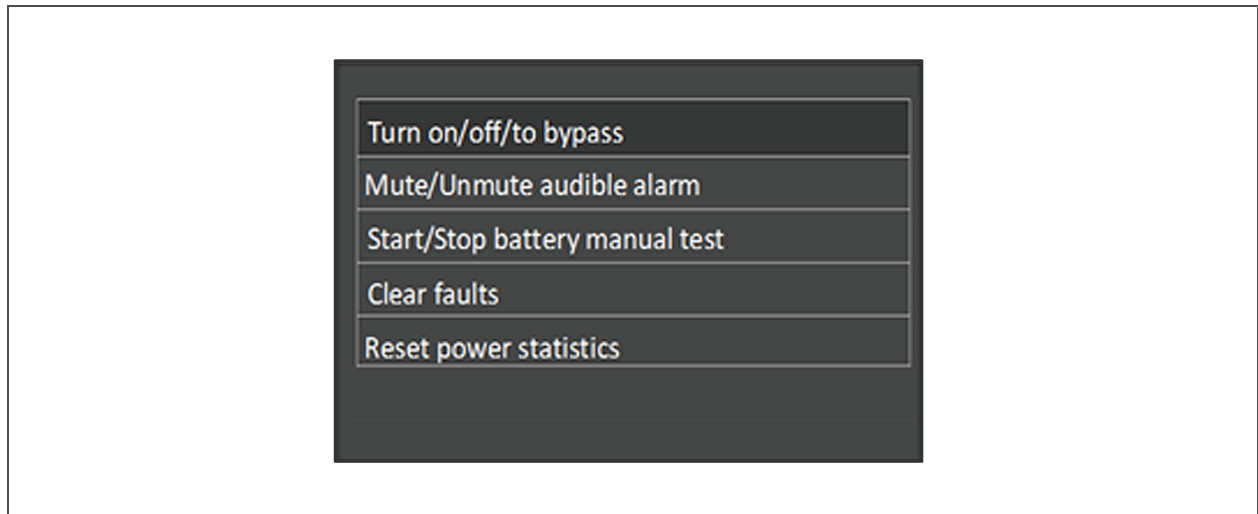 Turn on/off/to bypass
Mute/Unmute audible alarm
Start/Stop battery manual test
Clear faults
Reset power statistics